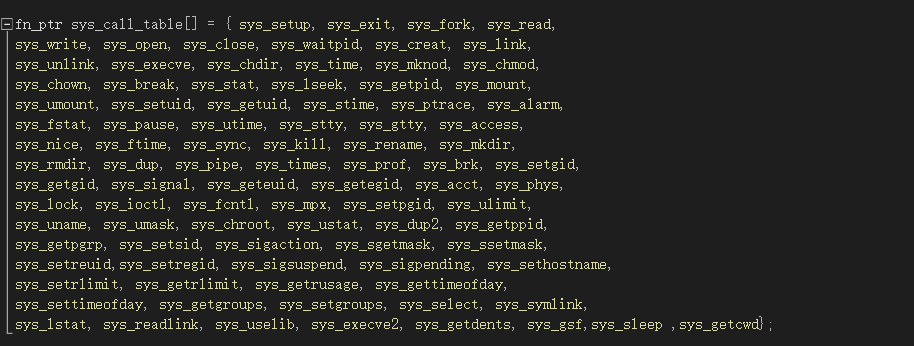 fn_ptr sys_call_table[] = { sys_setup, sys_exit, sys_fork, sys_read,
sys_write, sys_open, sys_close, sys_waitpid, sys_creat, sys_link,
sys_unlink, sys_execve, sys_chdir, sys_time, sys_mknod, sys_chmod,
sys_chown, sys_break, sys_stat, sys_lseek, sys_getpid, sys_mount,
sys_umount, sys_setuid, sys_getuid, sys_stime, sys_ptrace, sys_alarm,
sys_fstat, sys_pause, sys_utime, sys_stty, sys_gtty, sys_access,
sys_nice, sys_ftime, sys_sync, sys_kill, sys_rename, sys_mkdir,
sys_rmdir, sys_dup, sys_pipe, sys_times, sys_prof, sys_brk, sys_setgid,
sys_getgid, sys_signal, sys_geteuid, sys_getegid, sys_acct, sys_phys,
sys_lock, sys_ioctl, sys_fcntl, sys_mpx, sys_setpgid, sys_ulimit,
sys_uname, sys_umask, sys_chroot, sys_ustat, sys_dup2, sys_getppid,
sys_getpgrp, sys_setsid, sys_sigaction, sys_sgetmask, sys_ssetmask,
sys_setreuid,sys_setregid, sys_sigsuspend, sys_sigpending, sys_sethostname,
sys_setrlimit, sys_getrlimit, sys_getrusage, sys_gettimeofday,
sys_settimeofday, sys_getgroups, sys_setgroups, sys_select, sys_symlink,
sys_lstat, sys_readlink, sys_uselib, sys_execve2, sys_getdents, sys_gsf,sys_sleep ,sys_getcwd};